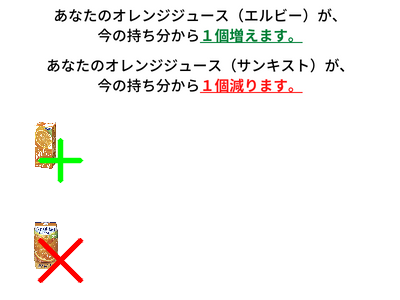 あなたのオレンジジュース（エルビー）が、
今の持ち分から１個増えます。
あなたのオレンジジュース（サンキスト）が、
今の持ち分から１個減ります。